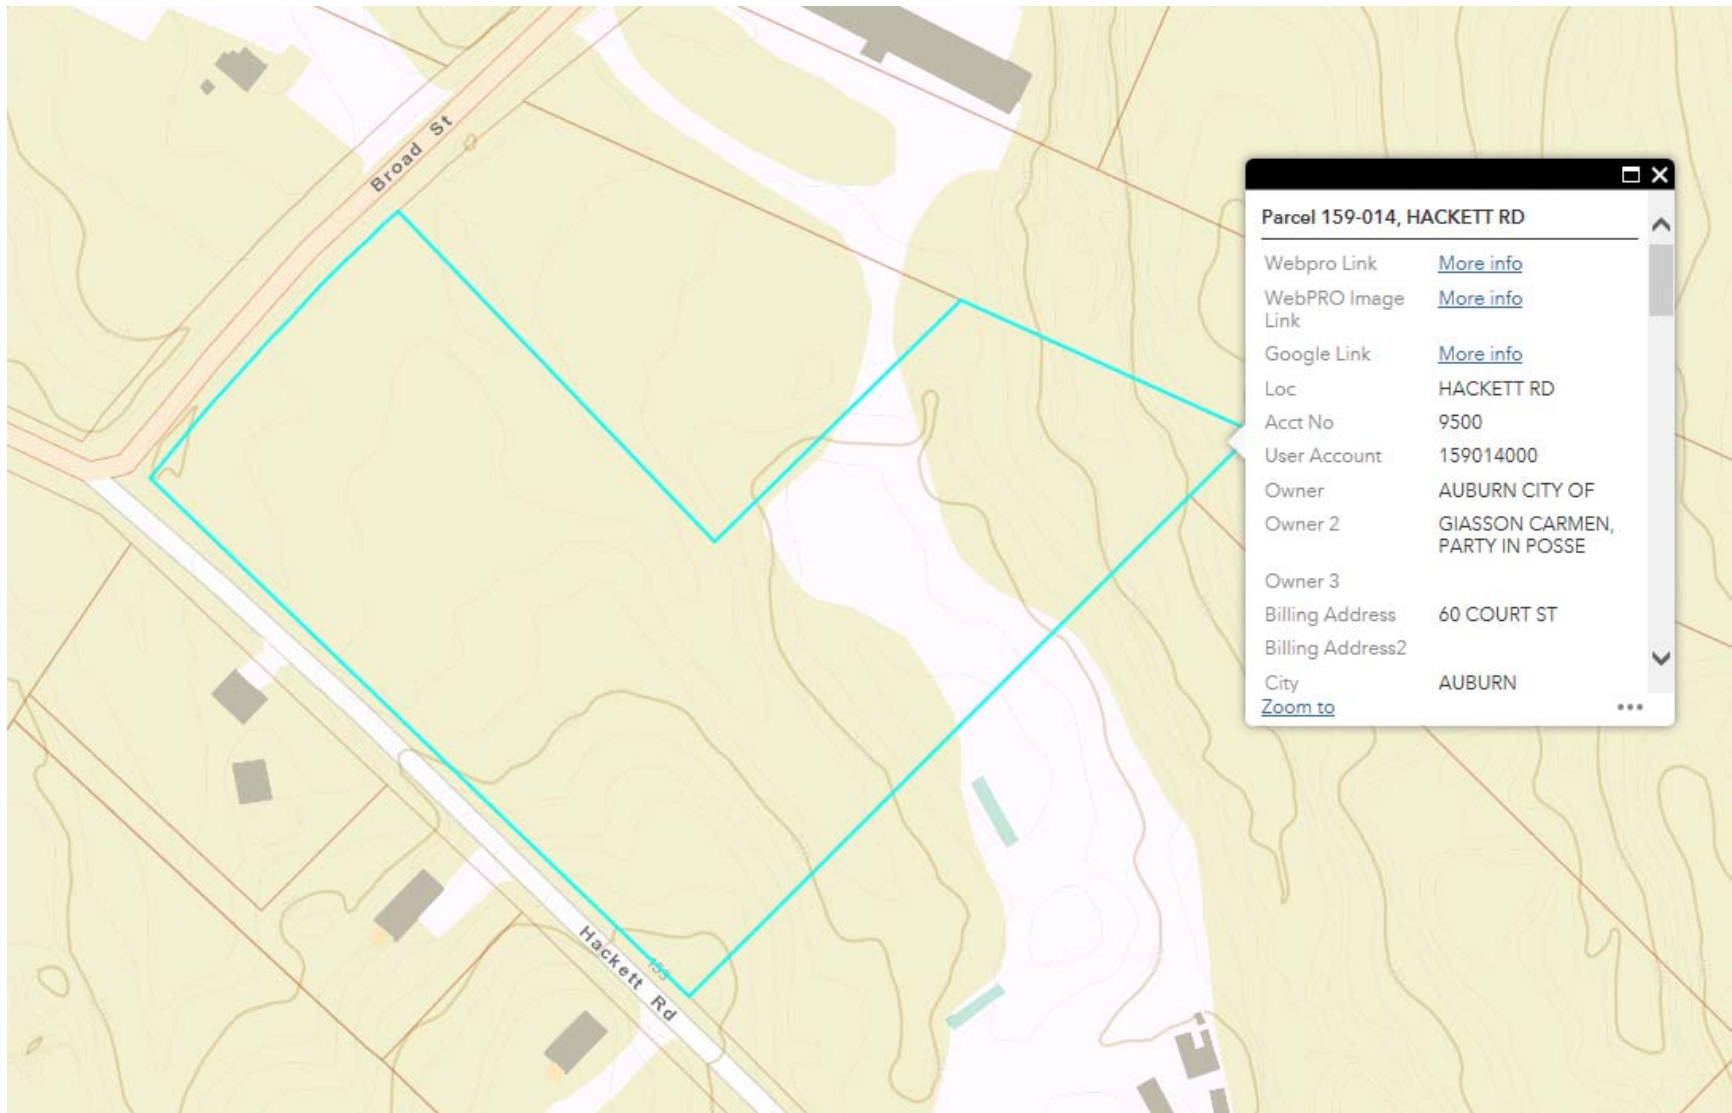 Broad St
Parcel 159-014, HACKETT RD
Webpro Link More info
WebPRO Image More info
Link
Google Link More info
Loc HACKETT RD
Acct No 9500
User Account 159014000
Owner AUBURN CITY OF
Owner 2 GIASSON CARMEN,
PARTY IN POSSE
Owner 3
Billing Address 60 COURT ST
Billing Address2
City AUBURN
Zoom to
Hackett Rd